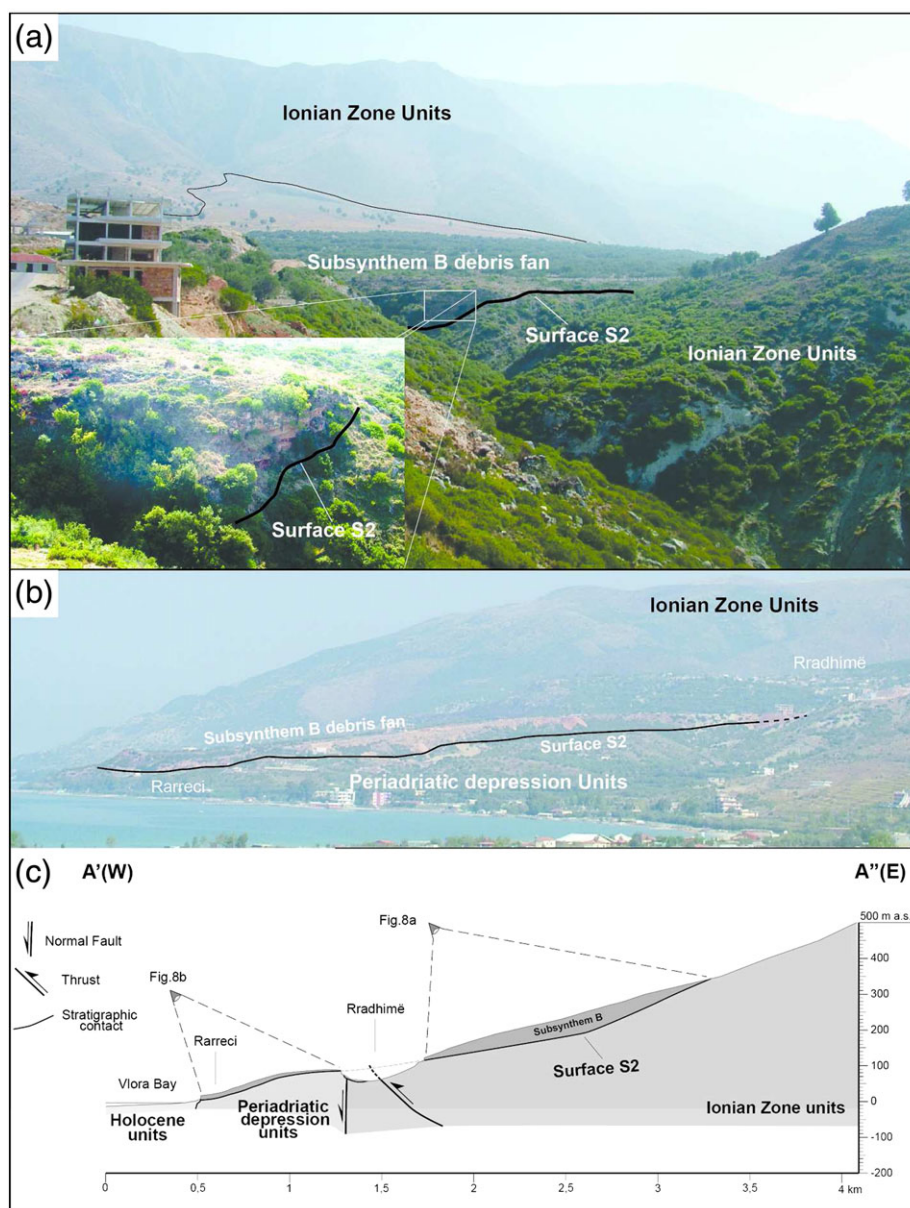 (a)
Ionian Zone Units
Subsynthem B debris fan
Surface S2
Ionian Zone Units
Surface S2
(b)
Ionian Zone Units
Rradhimë
Subsynthem B debris fan
Surface S2
Rarreci
Periadriatic depression Units
(c)
A'(W)
A''(E)
500 m a.s.
Normal Fault
Thrust
Stratigraphic
contact
Fig.8a
Fig.8b
Rradhimë
Rarreci
400
300
200
100
0
-100
-200
Subsynthem B
Surface S2
Vlora Bay
Holocene
units
Periadriatic
depression
units
Ionian Zone units
0
0,5
1
1,5
2
2,5
3
3,5
4 km